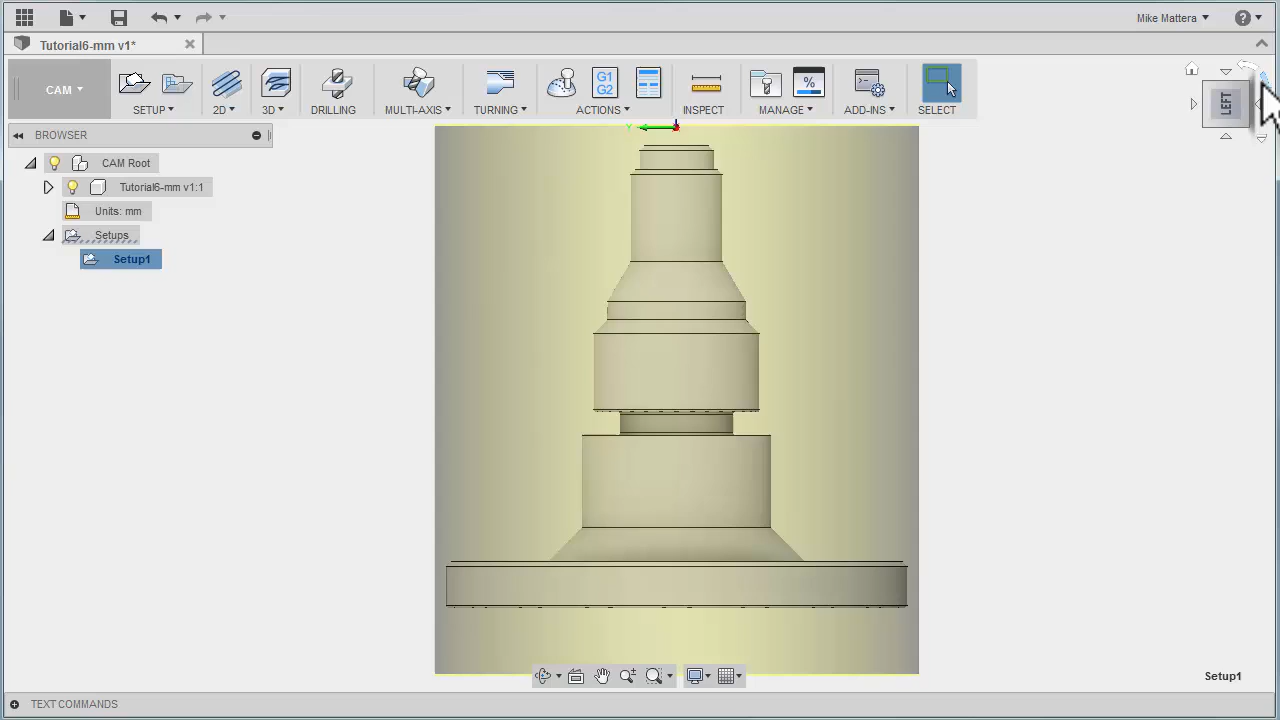 Mike Mattera
?
Tutorial6-mm v1*
CAM
SETUP
2D
3D
DRILLING
MULTI-AXIS
TURNING
G1
G2
ACTIONS
INSPECT
%
MANAGE
ADD-INS
SELECT
LEFT
BROWSER
Y
CAM Root
Tutorial6-mm v1:1
Units: mm
Setups
Setup1
Setup1
TEXT COMMANDS